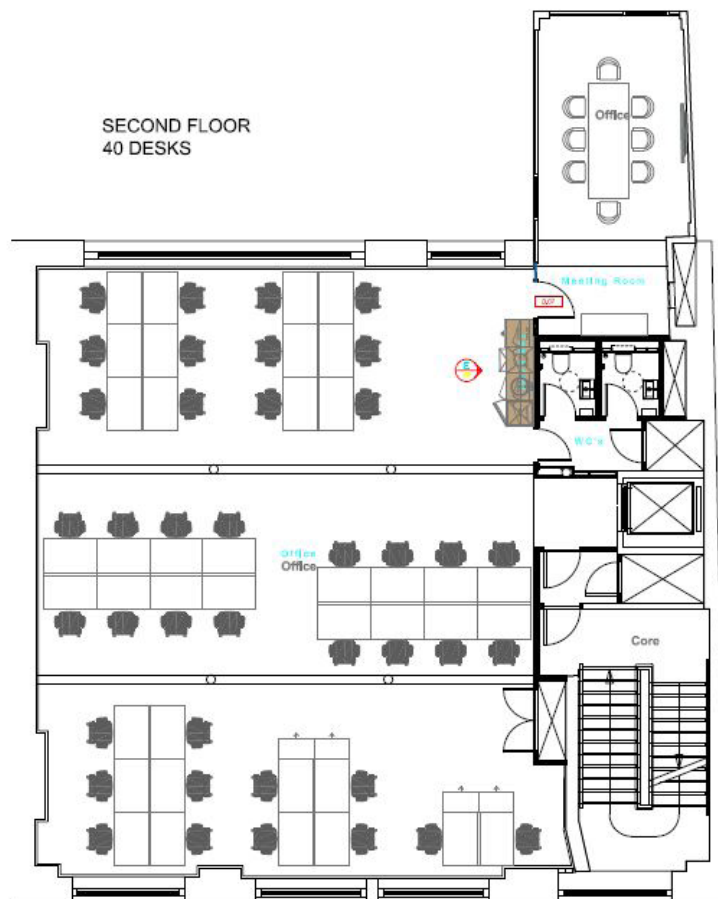 SECOND FLOOR
40 DESKS
Office
Meeting Room
WC's
Office
Office
Core